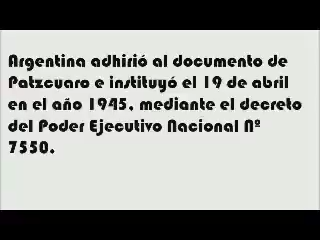 Argentina adhirió al documento de
Patzcuaro e instituyó el 19 de abril
en el año 1945, mediante el decreto
del Poder Ejecutivo Nacional Nº
7550.